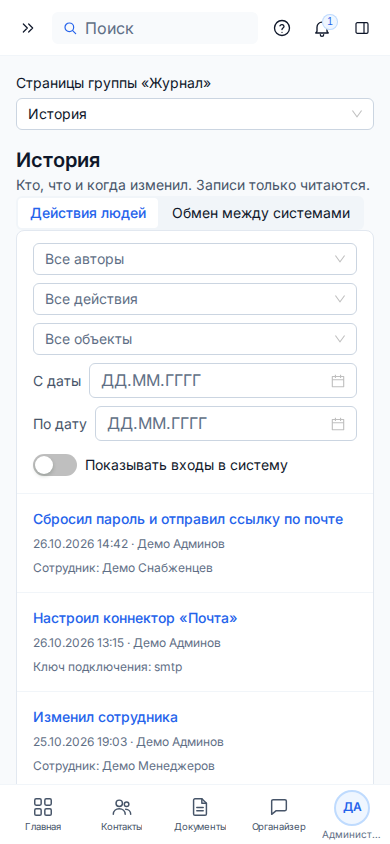 Поиск
1
Страницы группы «Журнал»
История
История
Кто, что и когда изменил. Записи только читаются.
Действия людей
Обмен между системами
Все авторы
Все действия
Все объекты
С даты ДД.ММ.ГГГГ
По дату ДД.ММ.ГГГГ
Показывать входы в систему
Сбросил пароль и отправил ссылку по почте
26.10.2026 14:42 · Демо Админов
Сотрудник: Демо Снабженцев
Настроил коннектор «Почта»
26.10.2026 13:15 · Демо Админов
Ключ подключения: smtp
Изменил сотрудника
25.10.2026 19:03 · Демо Админов
Сотрудник: Демо Менеджеров
Главная
Контакты
Документы
Органайзер
ДА
Админист...